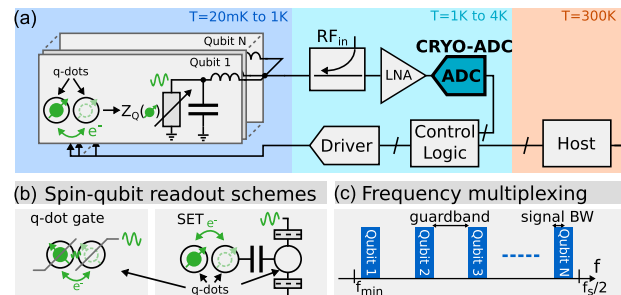 (a)
T=20mK to 1K
T=1K to 4K
T=300K
Qubit N
Qubit 1
q-dots
e-
Z_Q( )
RF_in
LNA
CRYO-ADC
ADC
Driver
Control
Logic
Host
(b) Spin-qubit readout schemes
q-dot gate
e-
SET
e-
q-dots
(c) Frequency multiplexing
guardband
signal BW
Qubit 1
Qubit 2
Qubit 3
Qubit N
f
f_min
f_s/2